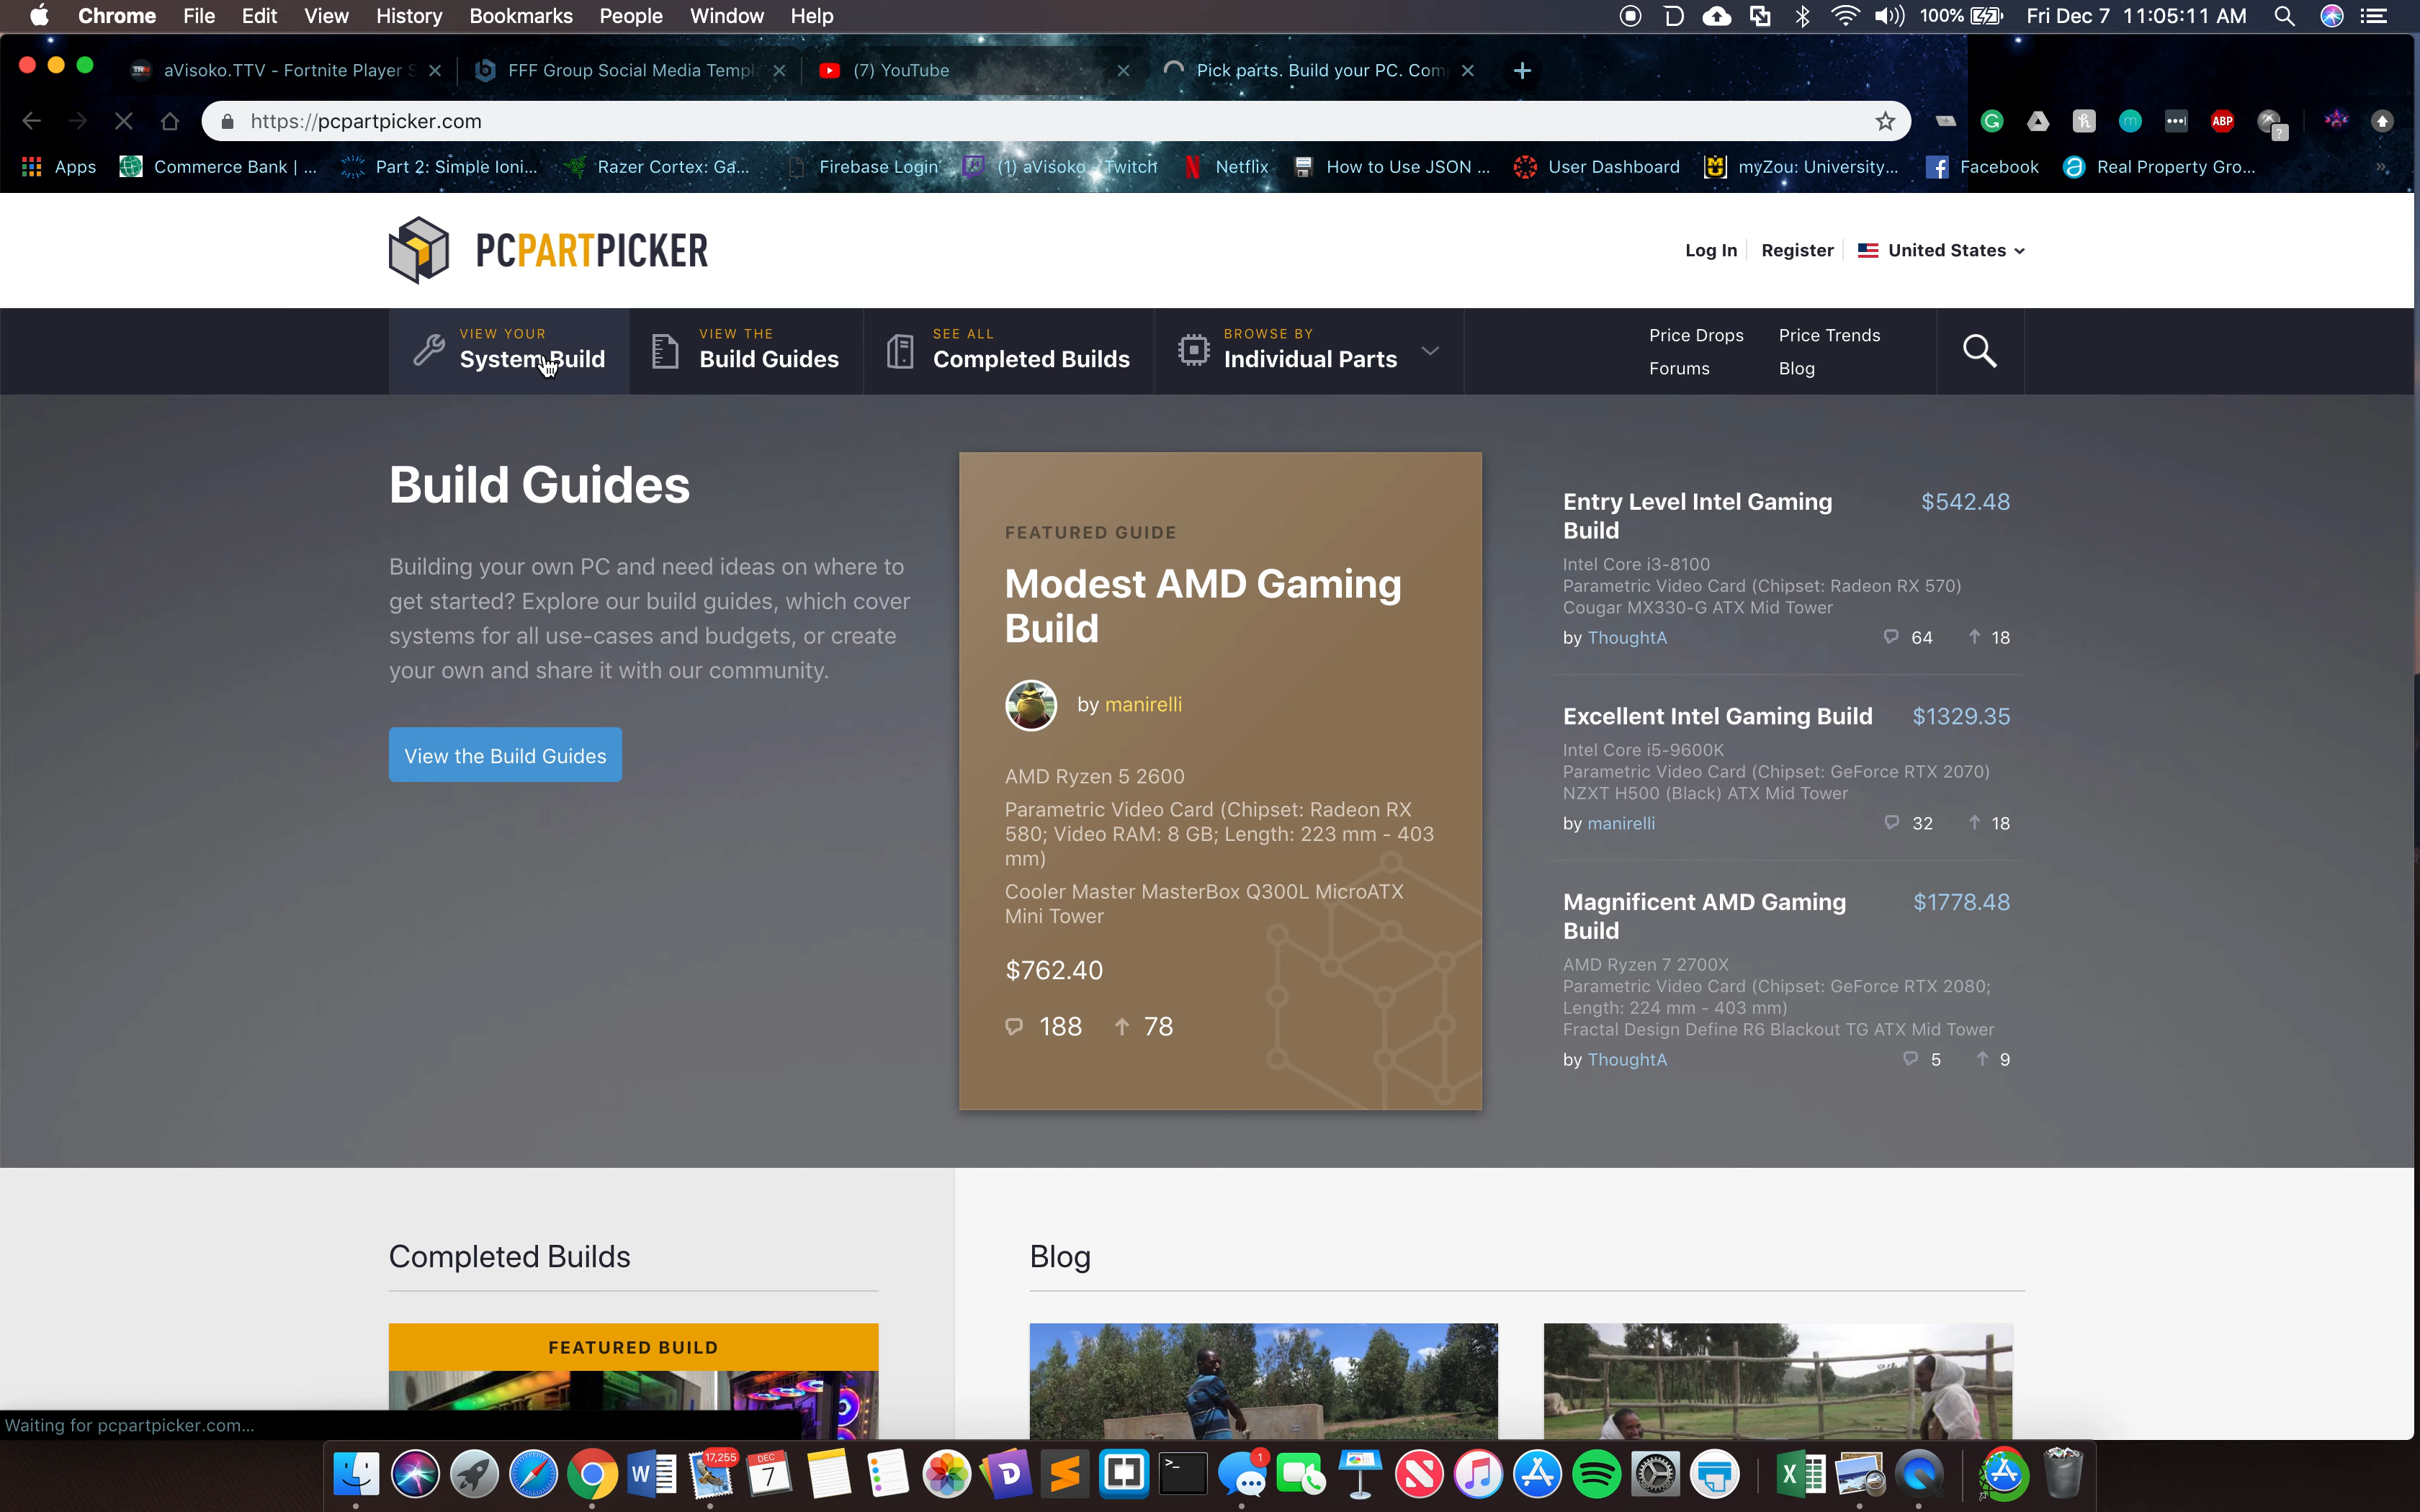 Chrome File Edit View History Bookmarks People Window Help 100% Fri Dec 7 11:05:11 AM
aVisoko.TTV - Fortnite Player S FFF Group Social Media Templ (7) YouTube Pick parts. Build your PC. Com
https://pcpartpicker.com ABP
Apps Commerce Bank | ... Part 2: Simple Ioni... Razer Cortex: Ga... Firebase Login (1) aVisoko - Twitch Netflix How to Use JSON ... User Dashboard myZou: University... Facebook Real Property Gro... »
PCPARTPICKER
Log In Register United States
VIEW YOUR
System Build
VIEW THE
Build Guides
SEE ALL
Completed Builds
BROWSE BY
Individual Parts
Price Drops Price Trends
Forums Blog
Build Guides
Building your own PC and need ideas on where to
get started? Explore our build guides, which cover
systems for all use-cases and budgets, or create
your own and share it with our community.
View the Build Guides
FEATURED GUIDE
Modest AMD Gaming
Build
by manirelli
AMD Ryzen 5 2600
Parametric Video Card (Chipset: Radeon RX
580; Video RAM: 8 GB; Length: 223 mm - 403
mm)
Cooler Master MasterBox Q300L MicroATX
Mini Tower
$762.40
188 78
Entry Level Intel Gaming $542.48
Build
Intel Core i3-8100
Parametric Video Card (Chipset: Radeon RX 570)
Cougar MX330-G ATX Mid Tower
by ThoughtA 64 18
Excellent Intel Gaming Build $1329.35
Intel Core i5-9600K
Parametric Video Card (Chipset: GeForce RTX 2070)
NZXT H500 (Black) ATX Mid Tower
by manirelli 32 18
Magnificent AMD Gaming $1778.48
Build
AMD Ryzen 7 2700X
Parametric Video Card (Chipset: GeForce RTX 2080;
Length: 224 mm - 403 mm)
Fractal Design Define R6 Blackout TG ATX Mid Tower
by ThoughtA 5 9
Completed Builds
FEATURED BUILD
Blog
Waiting for pcpartpicker.com...
17,255
DEC
7
1